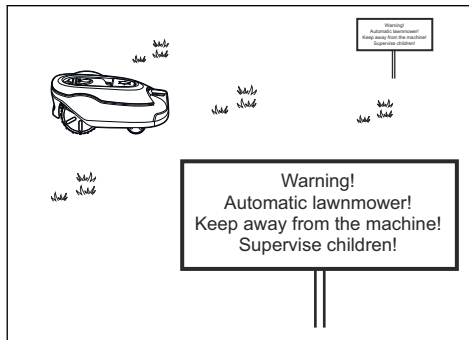 Warning!
Automatic lawnmower!
Keep away from the machine!
Supervise children!
Warning!
Automatic lawnmower!
Keep away from the machine!
Supervise children!